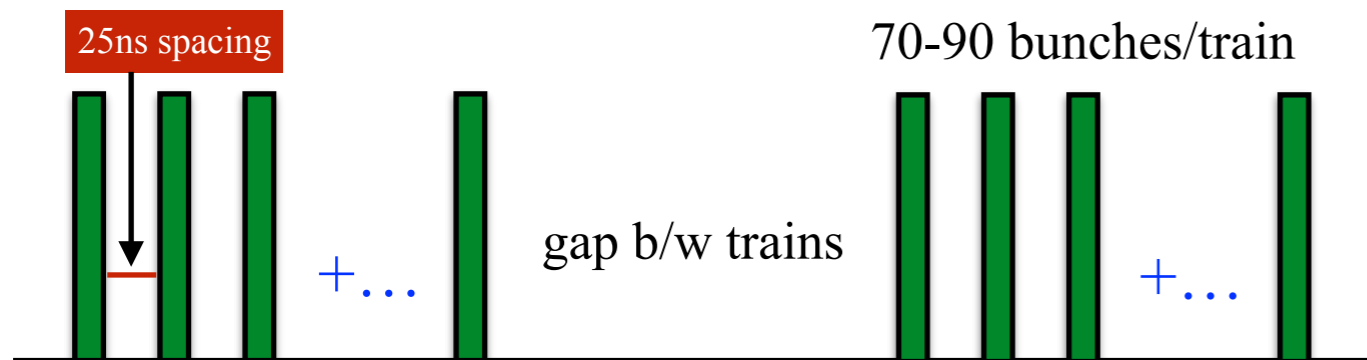 25ns spacing
70-90 bunches/train
gap b/w trains
+...
+...